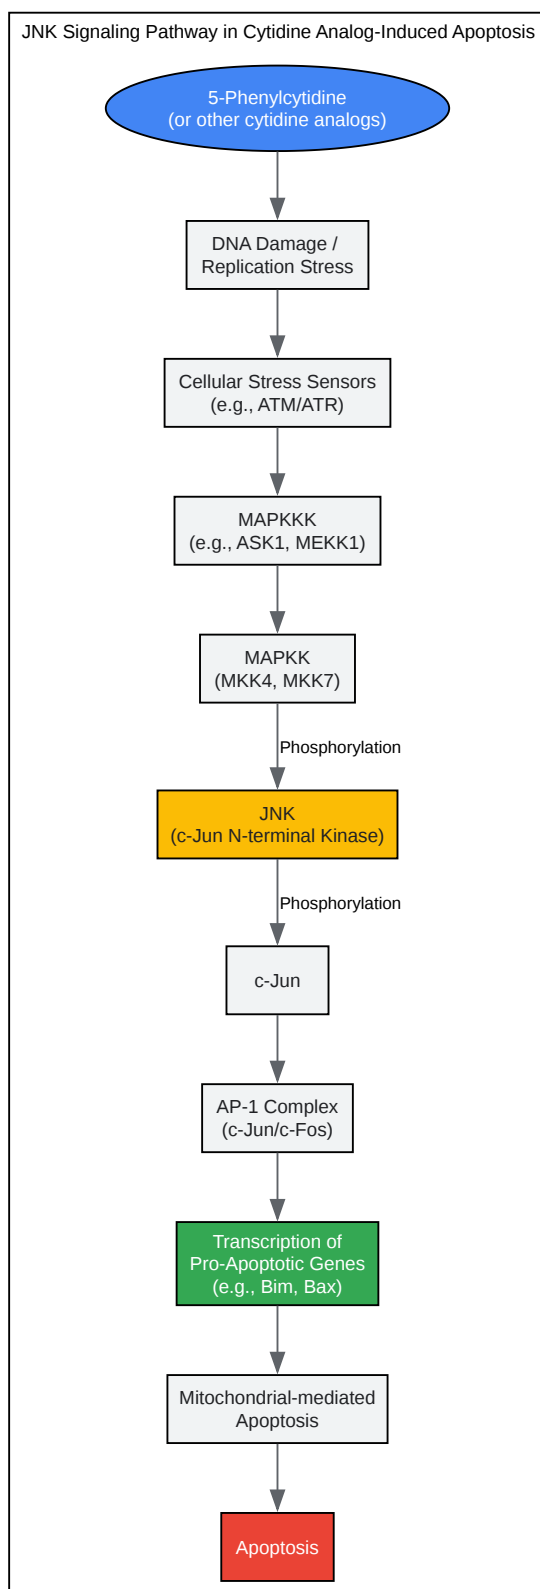 JNK Signaling Pathway in Cytidine Analog-Induced Apoptosis
5-Phenylcytidine
(or other cytidine analogs)
DNA Damage /
Replication Stress
Cellular Stress Sensors
(e.g., ATM/ATR)
MAPKKK
(e.g., ASK1, MEKK1)
MAPKK
(MKK4, MKK7)
Phosphorylation
JNK
(c-Jun N-terminal Kinase)
Phosphorylation
c-Jun
AP-1 Complex
(c-Jun/c-Fos)
Transcription of
Pro-Apoptotic Genes
(e.g., Bim, Bax)
Mitochondrial-mediated
Apoptosis
Apoptosis